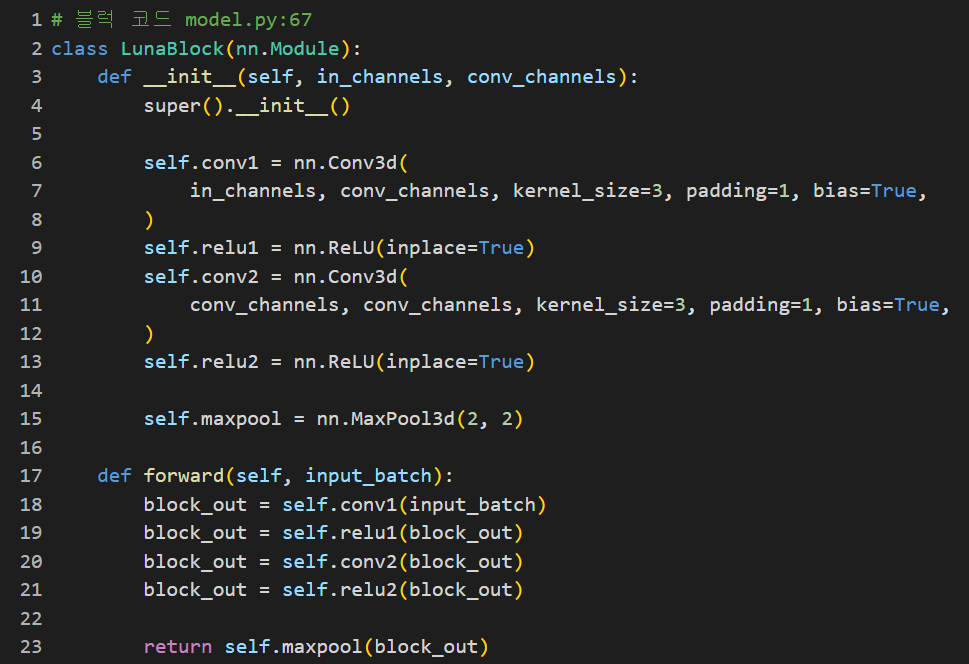 1 # 블럭 코드 model.py:67
2 class LunaBlock(nn.Module):
3     def __init__(self, in_channels, conv_channels):
4         super().__init__()
5
6         self.conv1 = nn.Conv3d(
7             in_channels, conv_channels, kernel_size=3, padding=1, bias=True,
8         )
9         self.relu1 = nn.ReLU(inplace=True)
10         self.conv2 = nn.Conv3d(
11             conv_channels, conv_channels, kernel_size=3, padding=1, bias=True,
12         )
13         self.relu2 = nn.ReLU(inplace=True)
14
15         self.maxpool = nn.MaxPool3d(2, 2)
16
17     def forward(self, input_batch):
18         block_out = self.conv1(input_batch)
19         block_out = self.relu1(block_out)
20         block_out = self.conv2(block_out)
21         block_out = self.relu2(block_out)
22
23         return self.maxpool(block_out)